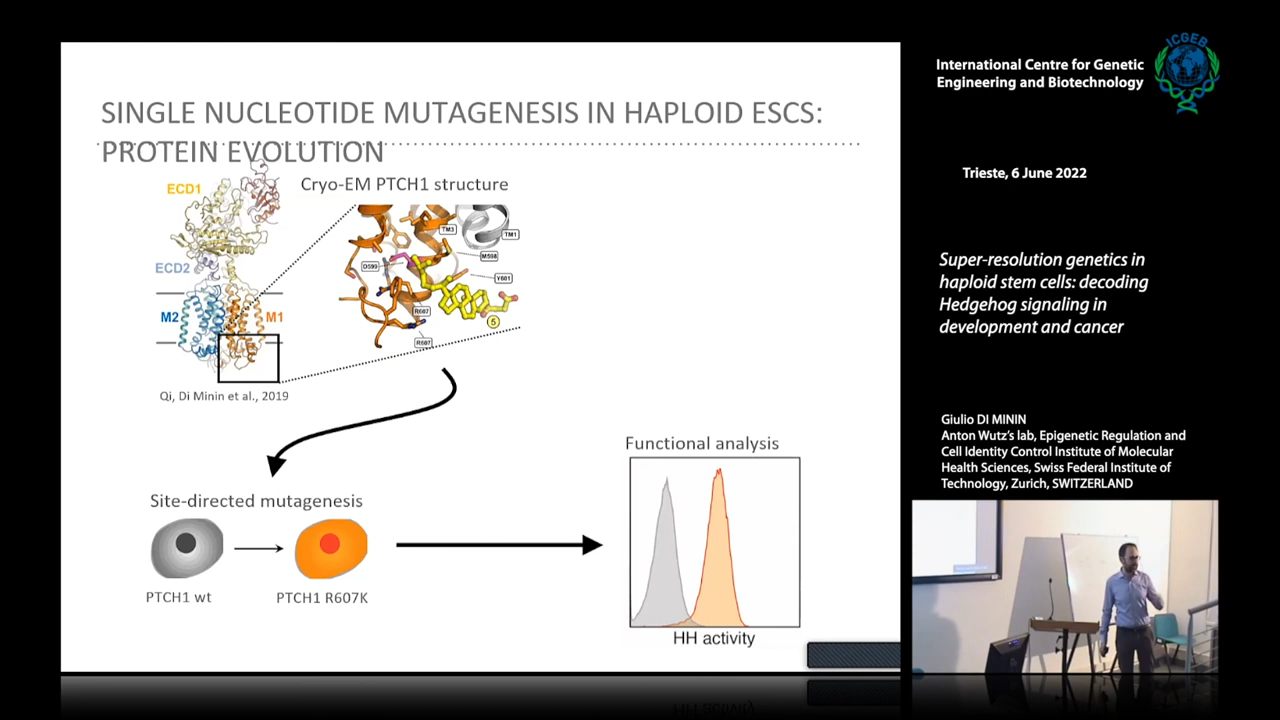 SINGLE NUCLEOTIDE MUTAGENESIS IN HAPLOID ESCS:
PROTEIN EVOLUTION
ECD1
Cryo-EM PTCH1 structure
TM3
TM1
M598
D599
ECD2
Y601
M2
M1
R607
5
R587
Qi, Di Minin et al., 2019
Functional analysis
Site-directed mutagenesis
PTCH1 wt
PTCH1 R607K
HH activity
International Centre for Genetic
Engineering and Biotechnology
ICGEB
Trieste, 6 June 2022
Super-resolution genetics in
haploid stem cells: decoding
Hedgehog signaling in
development and cancer
Giulio DI MININ
Anton Wutz's lab, Epigenetic Regulation and
Cell Identity Control Institute of Molecular
Health Sciences, Swiss Federal Institute of
Technology, Zurich, SWITZERLAND